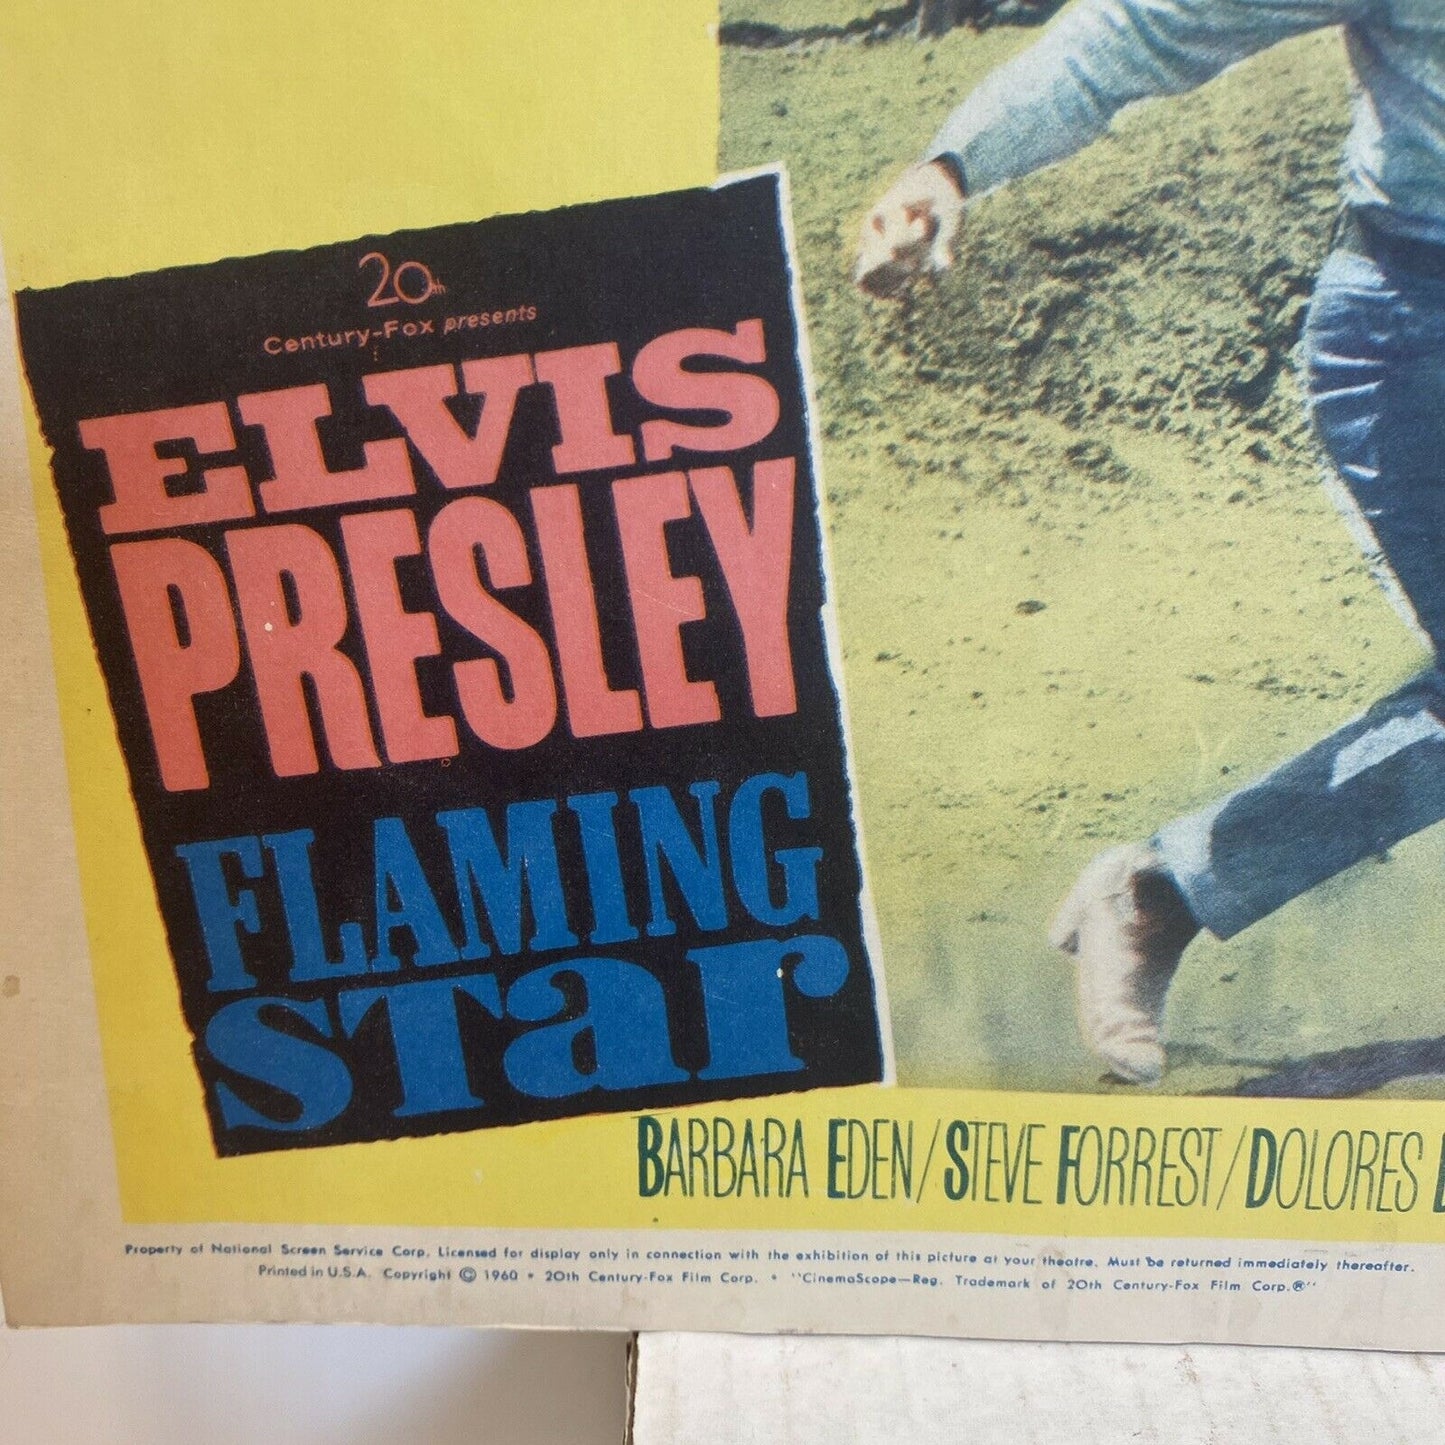 20th
Century-Fox presents
ELVIS
PRESLEY
FLAMING
STar
BARBARA EDEN/STEVE FORREST/DOLORES
Property of National Screen Service Corp. Licensed for display only in connection with the exhibition of this picture at your theatre. Must be returned immediately thereafter.
Printed in U.S.A. Copyright © 1960 • 20th Century-Fox Film Corp. • "CinemaScope—Reg. Trademark of 20th Century-Fox Film Corp.®"